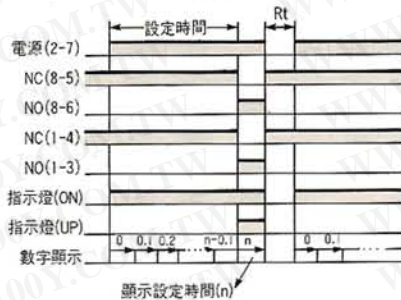 設定時間 Rt
電源(2-7)
NC(8-5)
NO(8-6)
NC(1-4)
NO(1-3)
指示燈(ON)
指示燈(UP)
數字顯示 0 0.1 0.2 n-0.1 n 0 0.1
顯示設定時間(n)